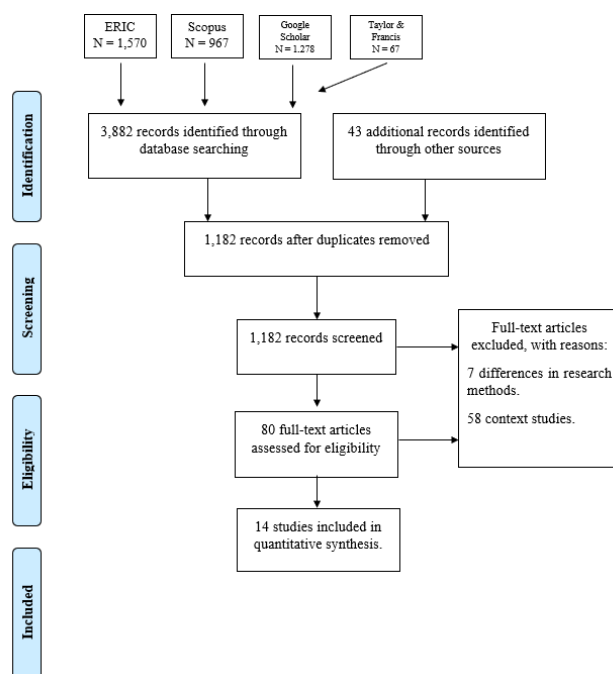 ERIC
N = 1,570
Scopus
N = 967
Google
Scholar
N = 1.278
Taylor &
Francis
N = 67
Identification
3,882 records identified through
database searching
43 additional records identified
through other sources
1,182 records after duplicates removed
Screening
1,182 records screened
Full-text articles
excluded, with reasons:
7 differences in research
methods.
58 context studies.
Eligibility
80 full-text articles
assessed for eligibility
14 studies included in
quantitative synthesis.
Included